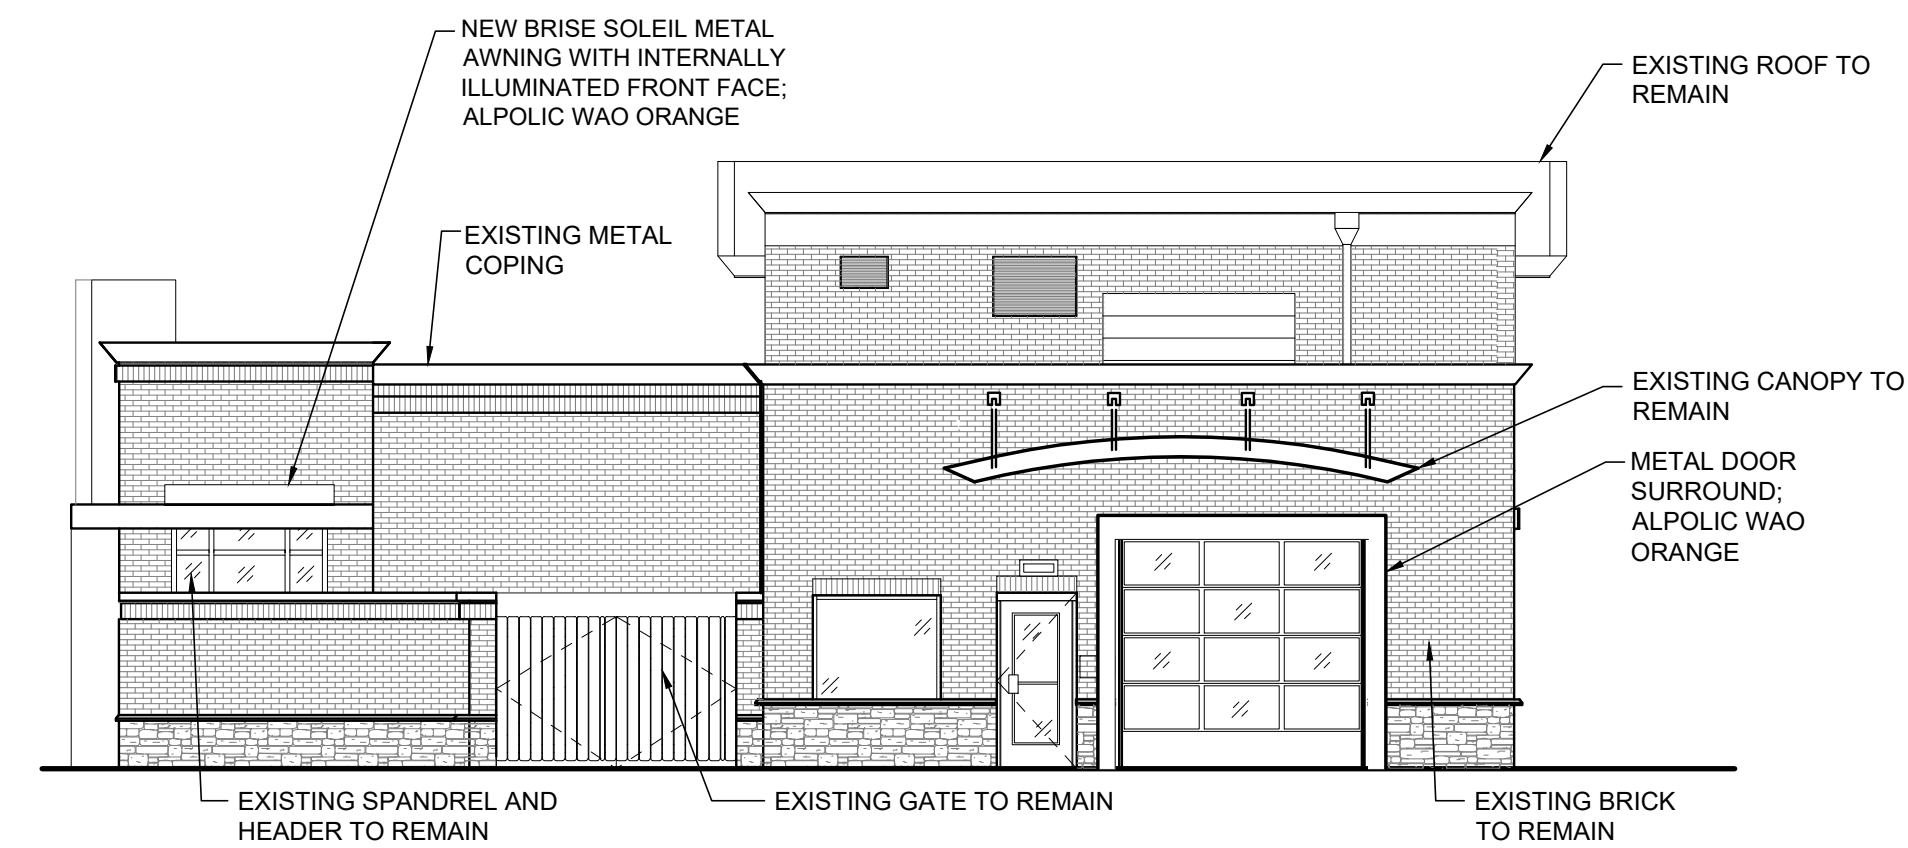 NEW BRISE SOLEIL METAL
AWNING WITH INTERNALLY
ILLUMINATED FRONT FACE;
ALPOLIC WAO ORANGE
EXISTING ROOF TO
REMAIN
EXISTING METAL
COPING
EXISTING CANOPY TO
REMAIN
METAL DOOR
SURROUND;
ALPOLIC WAO
ORANGE
EXISTING SPANDREL AND
HEADER TO REMAIN
EXISTING GATE TO REMAIN
EXISTING BRICK
TO REMAIN